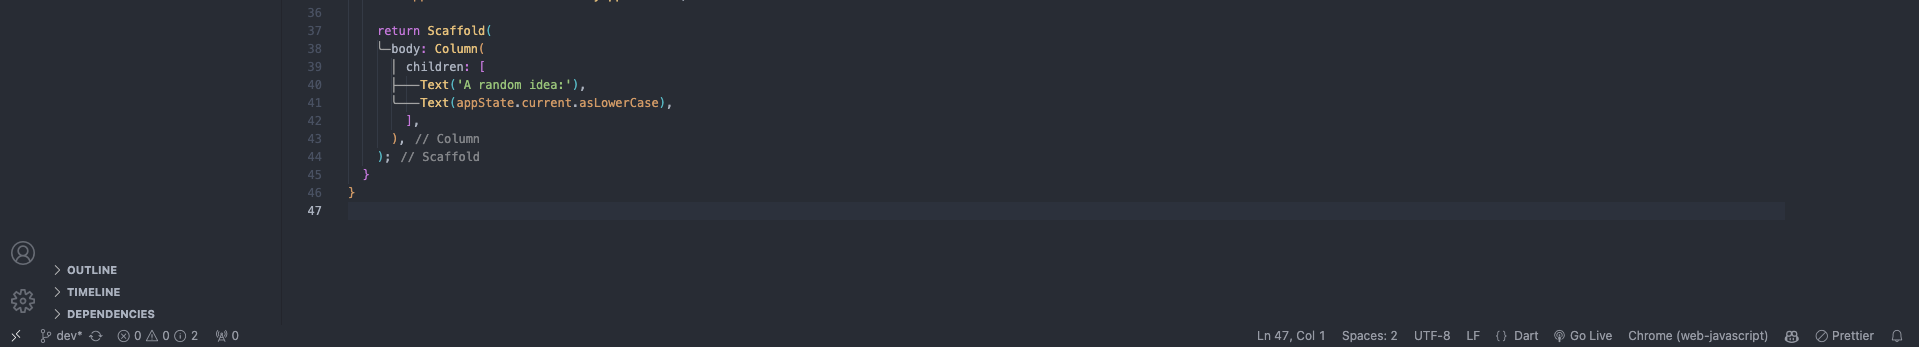 36
37 return Scaffold(
38 body: Column(
39 children: [
40 Text('A random idea:'),
41 Text(appState.current.asLowerCase),
42 ],
43 ), // Column
44 ); // Scaffold
45 }
46 }
47
OUTLINE
TIMELINE
DEPENDENCIES
dev* 0 0 2 0 Ln 47, Col 1 Spaces: 2 UTF-8 LF {} Dart Go Live Chrome (web-javascript) Prettier